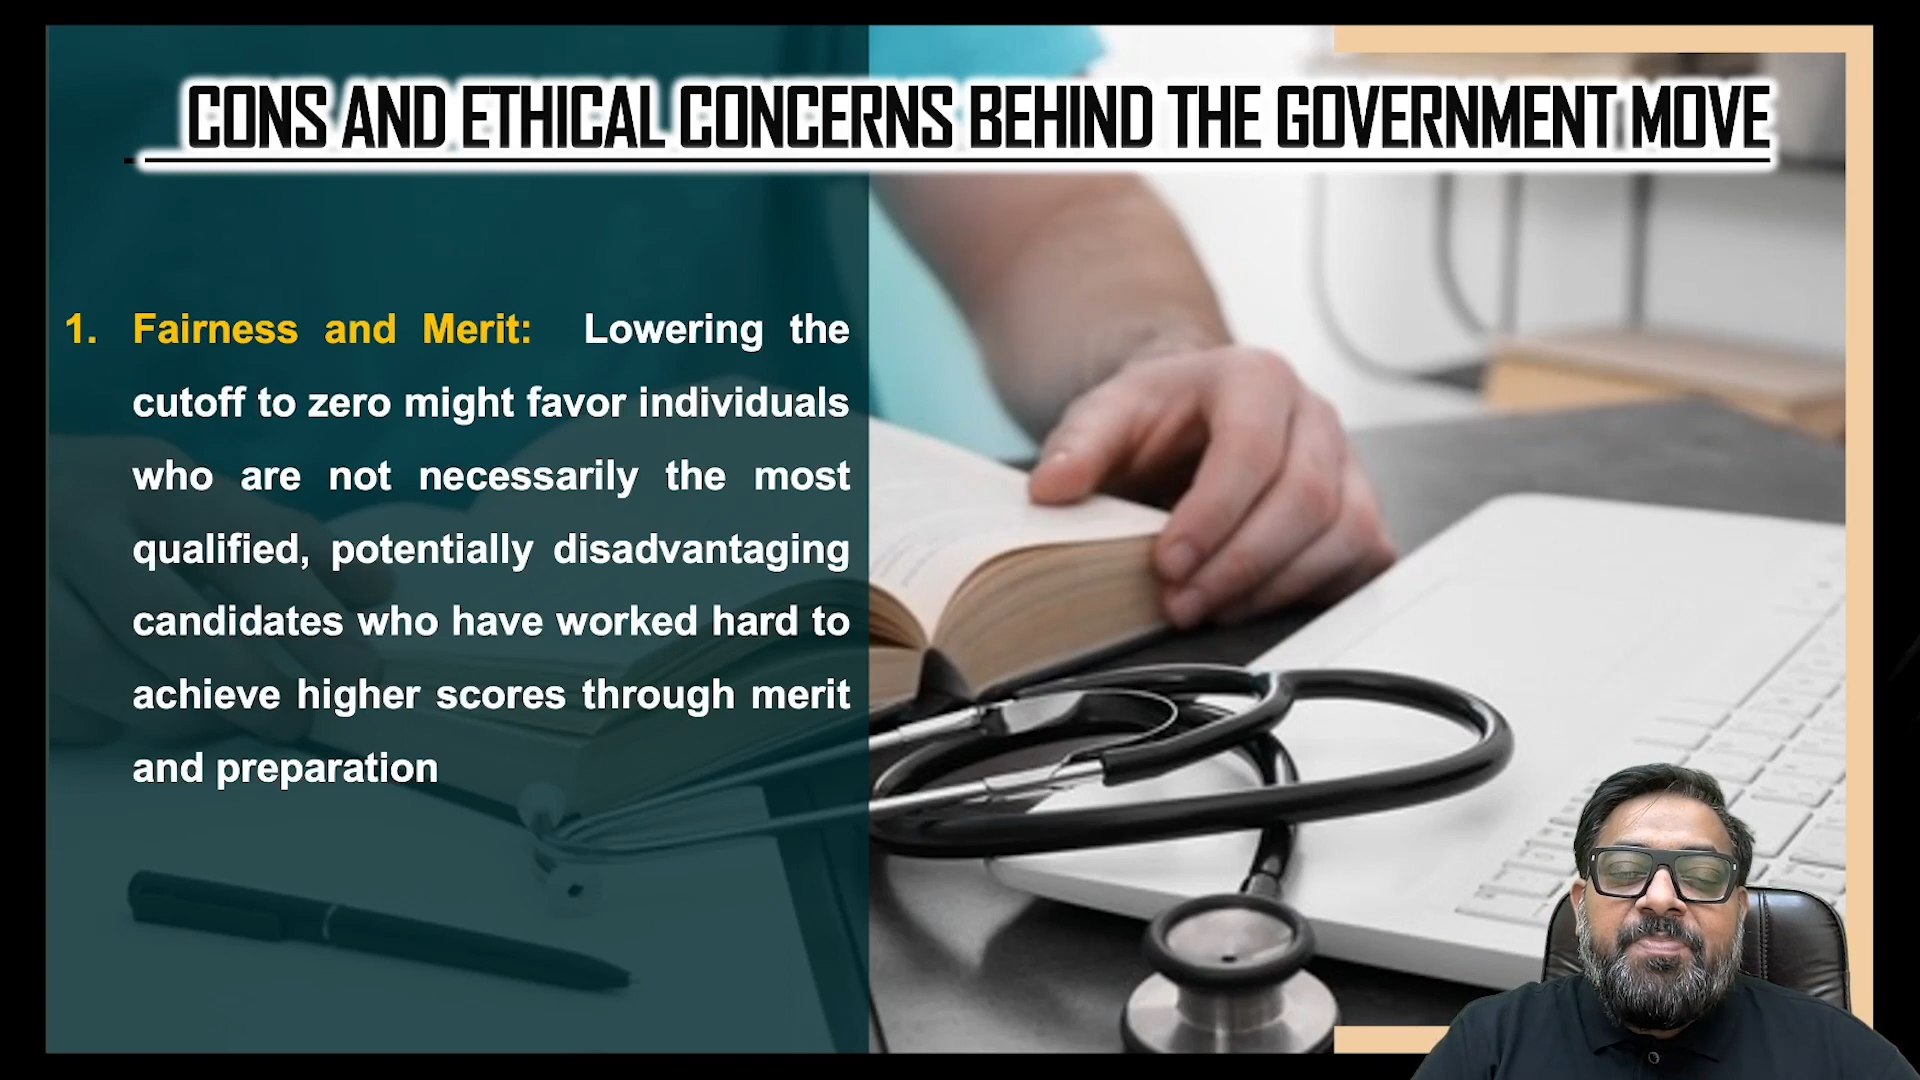 CONS AND ETHICAL CONCERNS BEHIND THE GOVERNMENT MOVE
1. Fairness and Merit: Lowering the
cutoff to zero might favor individuals
who are not necessarily the most
qualified, potentially disadvantaging
candidates who have worked hard to
achieve higher scores through merit
and preparation